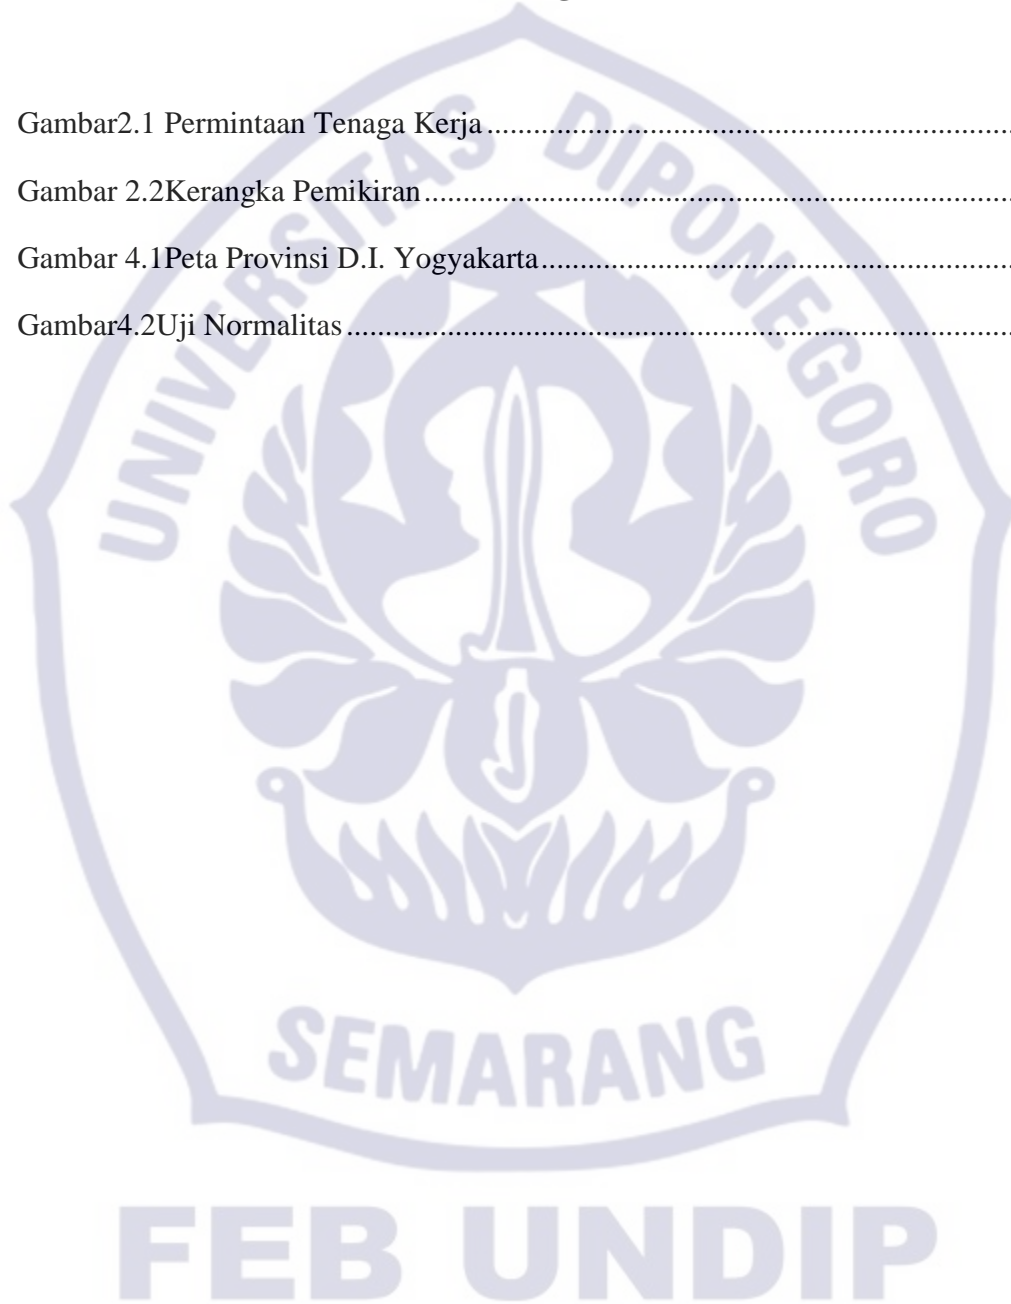 Gambar2.1 Permintaan Tenaga Kerja...................................................................
Gambar 2.2Kerangka Pemikiran...........................................................................
Gambar 4.1Peta Provinsi D.I. Yogyakarta............................................................
Gambar4.2Uji Normalitas.....................................................................................
UNIVERSITAS DIPONEGORO
SEMARANG
FEB UNDIP